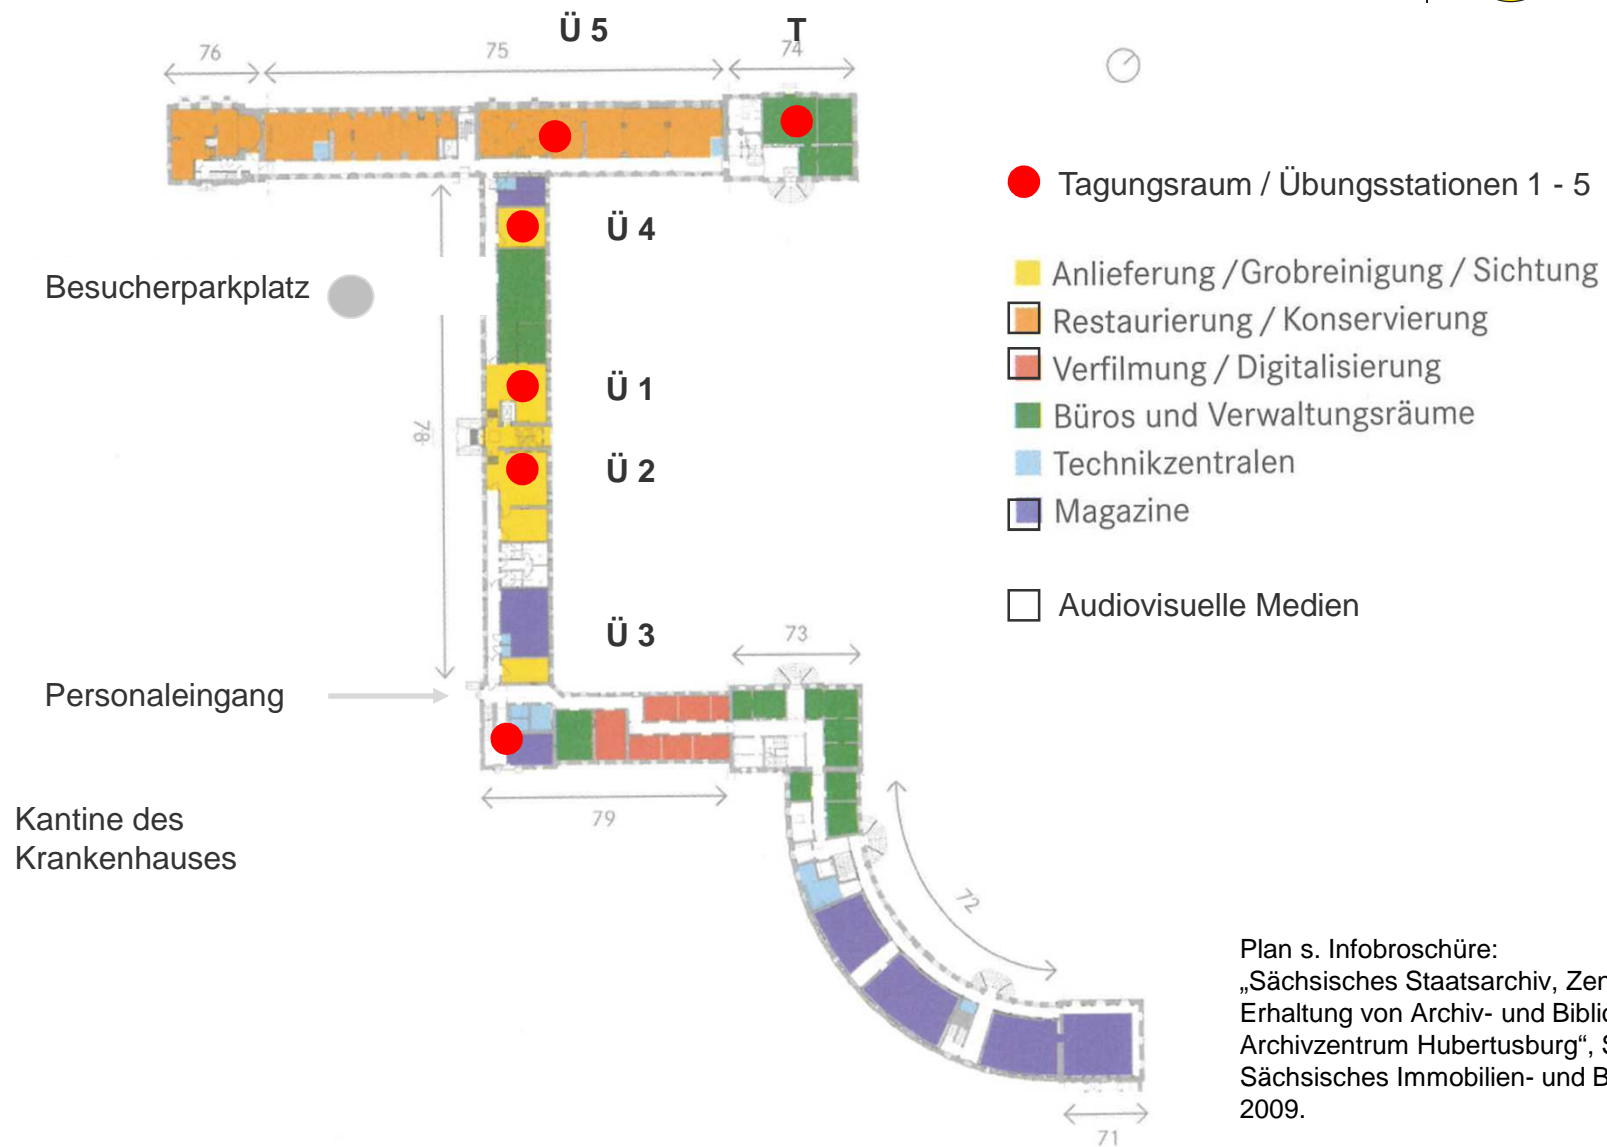 Ü 5
T
76
75
74
Tagungsraum / Übungsstationen 1 - 5
Ü 4
Anlieferung / Grobreinigung / Sichtung
Besucherparkplatz
Restaurierung / Konservierung
Verfilmung / Digitalisierung
Ü 1
Büros und Verwaltungsräume
78
Ü 2
Technikzentralen
Magazine
Audiovisuelle Medien
Ü 3
73
Personaleingang
79
Kantine des
Krankenhauses
72
Plan s. Infobroschüre:
„Sächsisches Staatsarchiv,
Erhaltung von Archiv- und
Archivzentrum Hubertusburg“,
Sächsisches Immobilien- und
2009.
71